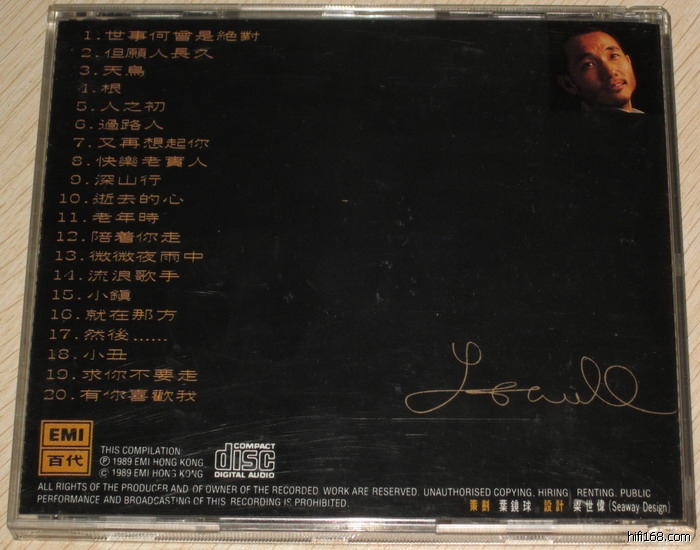 1. 世事何曾是絕對
2. 但願人長久
3. 天鳥
4. 根
5. 人之初
6. 過路人
7. 又再想起你
8. 快樂老實人
9. 深山行
10. 逝去的心
11. 老年時
12. 陪着你走
13. 微微夜雨中
14. 流浪歌手
15. 小鎮
16. 就在那方
17. 然後......
18. 小丑
19. 求你不要走
20. 有你喜歡我
EMI
百代
THIS COMPILATION:
Ⓟ 1989 EMI HONG KONG
© 1989 EMI HONG KONG
COMPACT
disc
DIGITAL AUDIO
ALL RIGHTS OF THE PRODUCER AND OF OWNER OF THE RECORDED WORK ARE RESERVED. UNAUTHORISED COPYING, HIRING, RENTING, PUBLIC
PERFORMANCE AND BROADCASTING OF THIS RECORDING IS PROHIBITED.
策劃 葉鏡球 設計 梁世偉 (Seaway Design)
hifi168.com